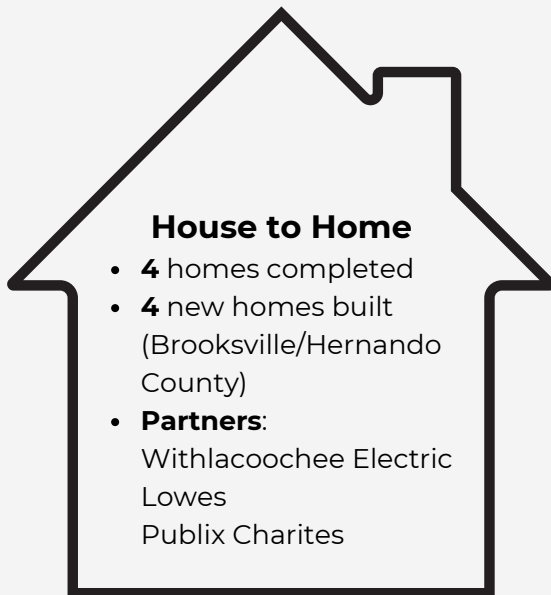 House to Home
• 4 homes completed
• 4 new homes built
(Brooksville/Hernando
County)
• Partners:
Withlacoochee Electric
Lowes
Publix Charites